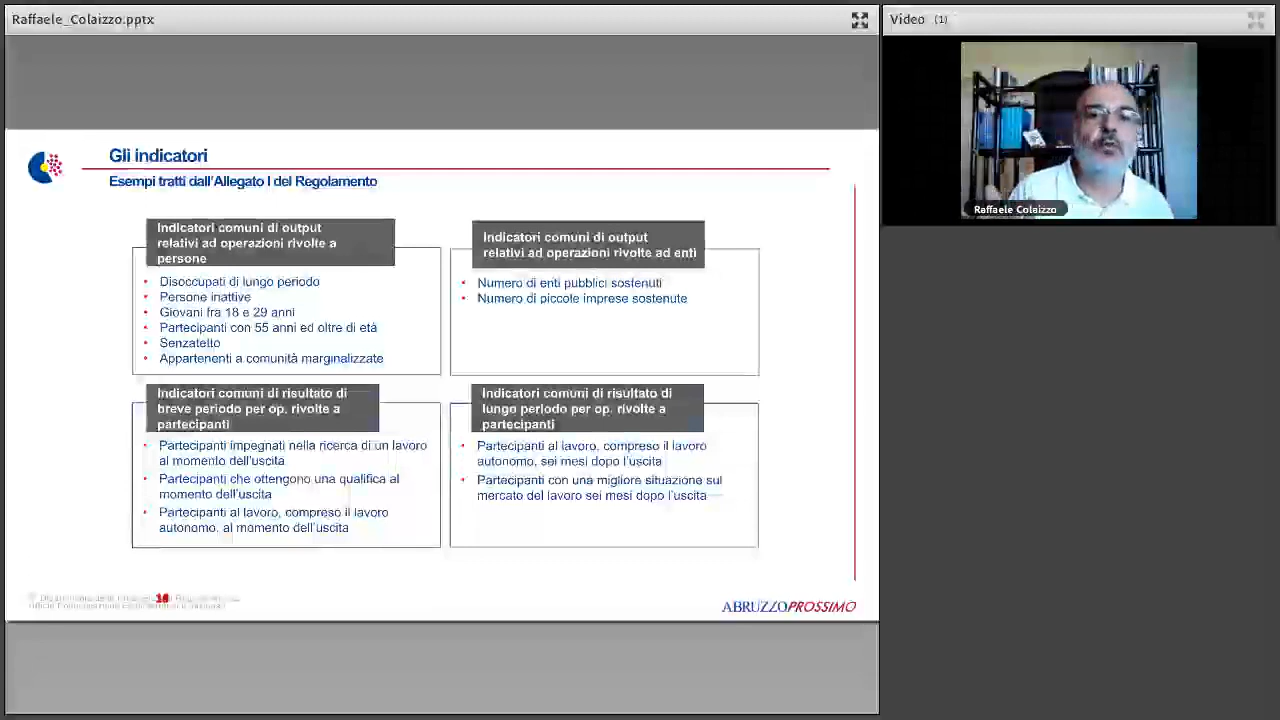 Raffaele_Colaizzo.pptx
Video (1)
Raffaele Colaizzo
Gli indicatori
Esempi tratti dall'Allegato I del Regolamento
Indicatori comuni di output
relativi ad operazioni rivolte a
persone
• Disoccupati di lungo periodo
• Persone inattive
• Giovani fra 18 e 29 anni
• Partecipanti con 55 anni ed oltre di età
• Senzatetto
• Appartenenti a comunità marginalizzate
Indicatori comuni di output
relativi ad operazioni rivolte ad enti
• Numero di enti pubblici sostenuti
• Numero di piccole imprese sostenute
Indicatori comuni di risultato di
breve periodo per op. rivolte a
partecipanti
• Partecipanti impegnati nella ricerca di un lavoro
al momento dell'uscita
• Partecipanti che ottengono una qualifica al
momento dell'uscita
• Partecipanti al lavoro, compreso il lavoro
autonomo, al momento dell'uscita
Indicatori comuni di risultato di
lungo periodo per op. rivolte a
partecipanti
• Partecipanti al lavoro, compreso il lavoro
autonomo, sei mesi dopo l'uscita
• Partecipanti con una migliore situazione sul
mercato del lavoro sei mesi dopo l'uscita
ABRUZZOPROSSIMO